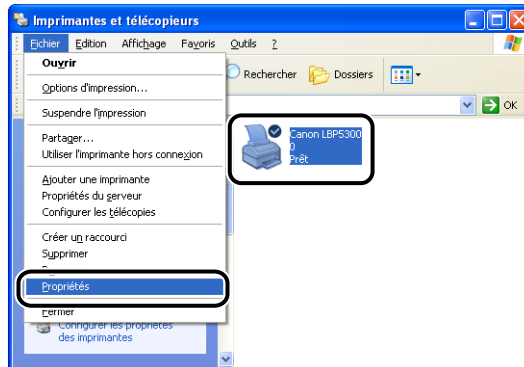 Imprimantes et télécopieurs
Fichier Edition Affichage Favoris Outils ?
Ouvrir
Options d'impression...
Suspendre l'impression
Partager...
Utiliser l'imprimante hors connexion
Ajouter une imprimante
Propriétés du serveur
Configurer les télécopies
Créer un raccourci
Supprimer
Propriétés
Fermer
Rechercher Dossiers
OK
Canon LBP5300
0
Prêt
Configurer les propriétés
des imprimantes